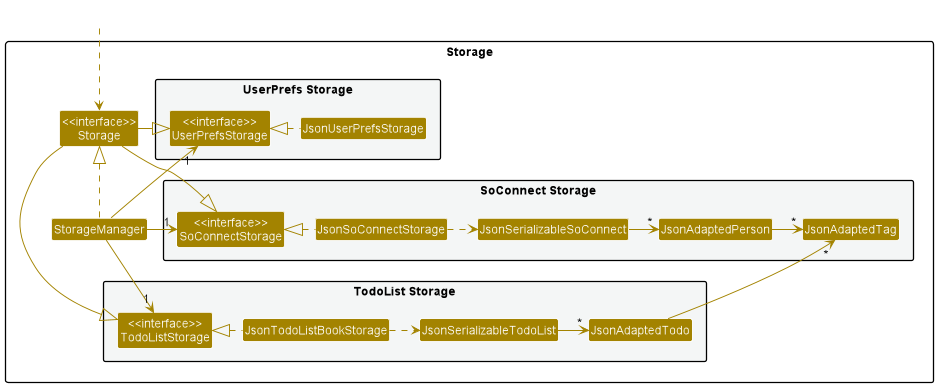 Storage
UserPrefs Storage
<<interface>>
Storage
<<interface>>
UserPrefsStorage
JsonUserPrefsStorage
1
SoConnect Storage
StorageManager
1
<<interface>>
SoConnectStorage
JsonSoConnectStorage
JsonSerializableSoConnect
*
JsonAdaptedPerson
*
JsonAdaptedTag
*
TodoList Storage
1
<<interface>>
TodoListStorage
JsonTodoListBookStorage
JsonSerializableTodoList
*
JsonAdaptedTodo